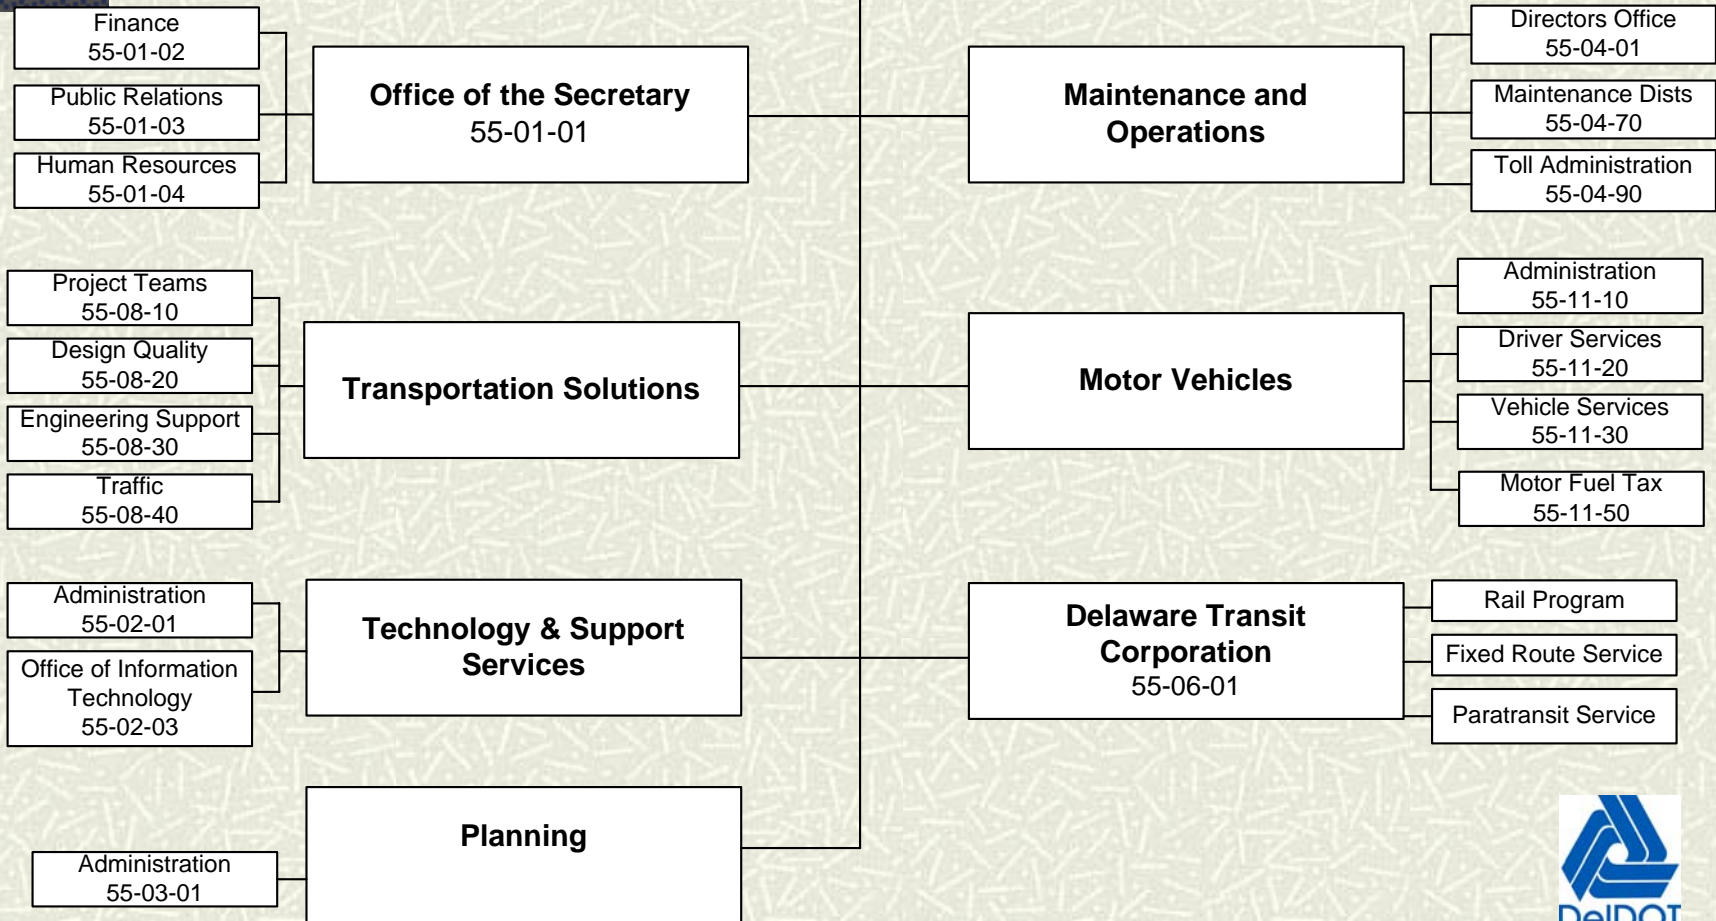 Finance
55-01-02
Public Relations
55-01-03
Human Resources
55-01-04
Office of the Secretary
55-01-01
Maintenance and
Operations
Directors Office
55-04-01
Maintenance Dists
55-04-70
Toll Administration
55-04-90
Project Teams
55-08-10
Design Quality
55-08-20
Engineering Support
55-08-30
Traffic
55-08-40
Transportation Solutions
Motor Vehicles
Administration
55-11-10
Driver Services
55-11-20
Vehicle Services
55-11-30
Motor Fuel Tax
55-11-50
Administration
55-02-01
Office of Information
Technology
55-02-03
Technology & Support
Services
Delaware Transit
Corporation
55-06-01
Rail Program
Fixed Route Service
Paratransit Service
Administration
55-03-01
Planning
DelDOT